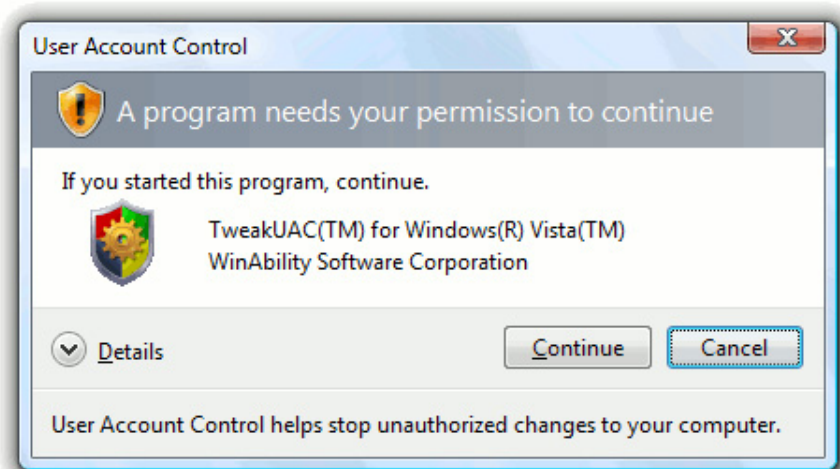 User Account Control
A program needs your permission to continue
If you started this program, continue.
TweakUAC(TM) for Windows(R) Vista(TM)
WinAbility Software Corporation
Details
Continue
Cancel
User Account Control helps stop unauthorized changes to your computer.